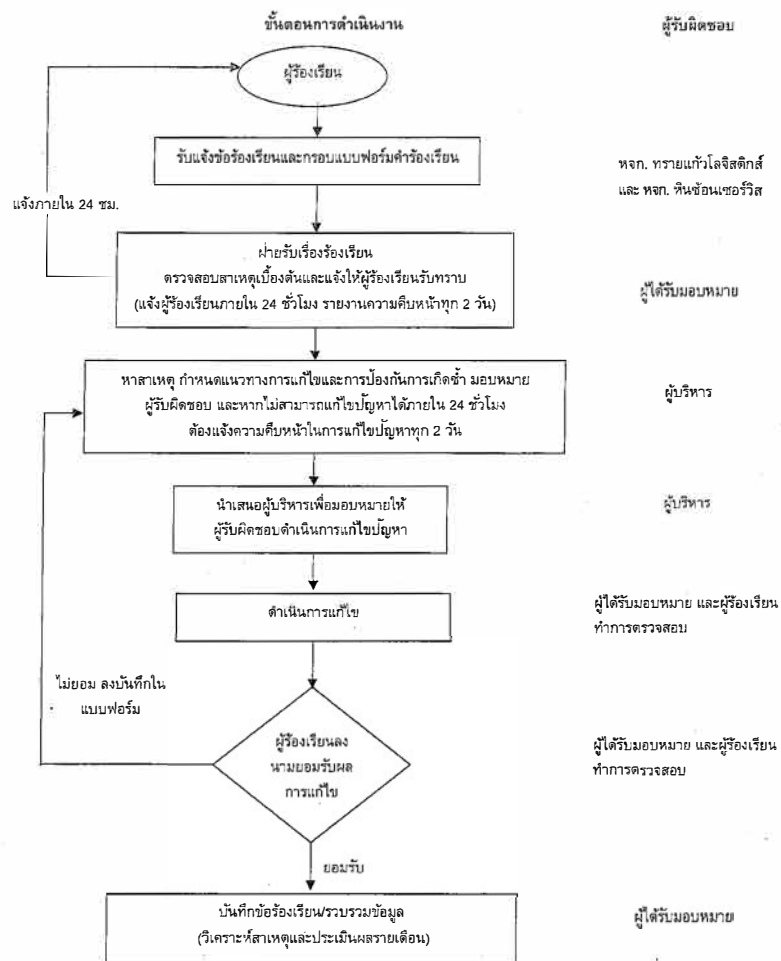 ขั้นตอนการดำเนินงาน
ผู้รับผิดชอบ
ผู้ร้องเรียน
รับแจ้งข้อร้องเรียนและกรอบแบบฟอร์มคำร้องเรียน
หจก. ทรายแก้วโลจิสติกส์
และ หจก. หินซ้อนเซอร์วิส
แจ้งภายใน 24 ชม.
ฝ่ายรับเรื่องร้องเรียน
ตรวจสอบสาเหตุเบื้องต้นและแจ้งให้ผู้ร้องเรียนรับทราบ
(แจ้งผู้ร้องเรียนภายใน 24 ชั่วโมง รายงานความคืบหน้าทุก 2 วัน)
ผู้ได้รับมอบหมาย
หาสาเหตุ กำหนดแนวทางการแก้ไขและการป้องกันการเกิดซ้ำ มอบหมาย
ผู้รับผิดชอบ และหากไม่สามารถแก้ไขปัญหาได้ภายใน 24 ชั่วโมง
ต้องแจ้งความคืบหน้าในการแก้ไขปัญหาทุก 2 วัน
ผู้บริหาร
นำเสนอผู้บริหารเพื่อมอบหมายให้
ผู้รับผิดชอบดำเนินการแก้ไขปัญหา
ผู้บริหาร
ดำเนินการแก้ไข
ผู้ได้รับมอบหมาย และผู้ร้องเรียน
ทำการตรวจสอบ
ไม่ยอม ลงบันทึกใน
แบบฟอร์ม
ผู้ร้องเรียนลง
นามยอมรับผล
การแก้ไข
ผู้ได้รับมอบหมาย และผู้ร้องเรียน
ทำการตรวจสอบ
ยอมรับ
บันทึกข้อร้องเรียน/รวบรวมข้อมูล
(วิเคราะห์สาเหตุและประเมินผลรายเดือน)
ผู้ได้รับมอบหมาย